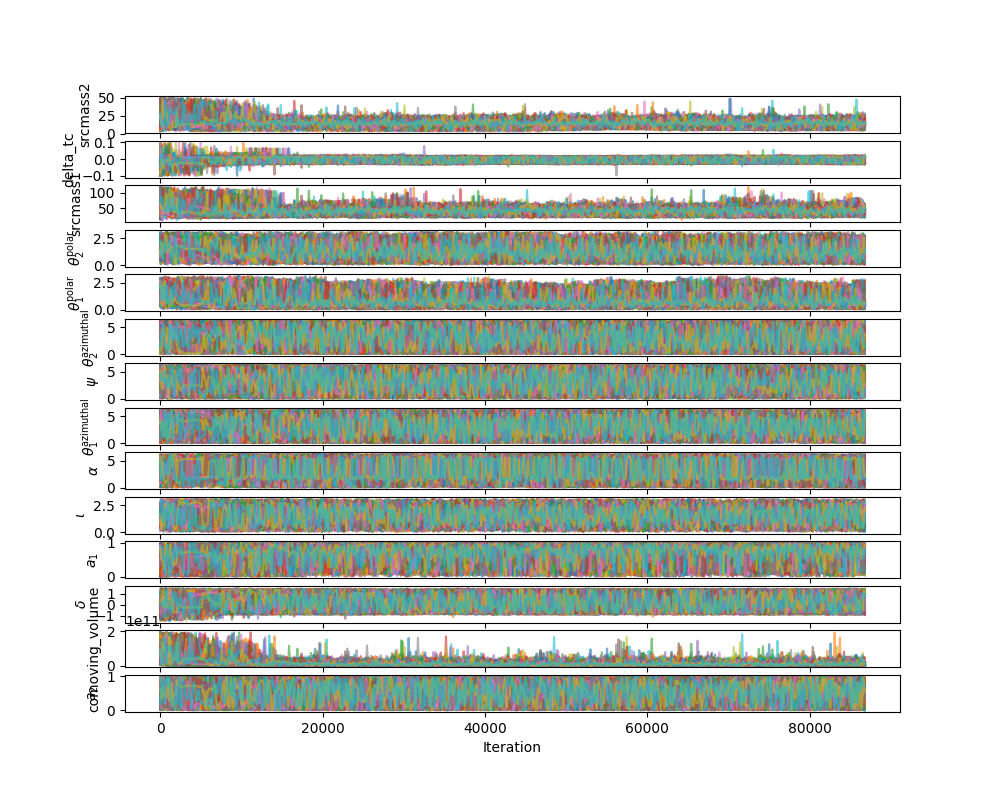 srcmass2
50
25
0
delta_tc
0.1
0.0
−0.1
srcmass1
100
50
θ₂^polar
2.5
0.0
θ₁^polar
2.5
0.0
θ₂^azimuthal
5
0
ψ
5
0
θ₁^azimuthal
5
0
α
5
0
ι
2.5
0.0
a₁
1
0
δ
1
0
−1
comoving_volume
1e11
2
0
1
0
0 20000 40000 60000 80000
Iteration